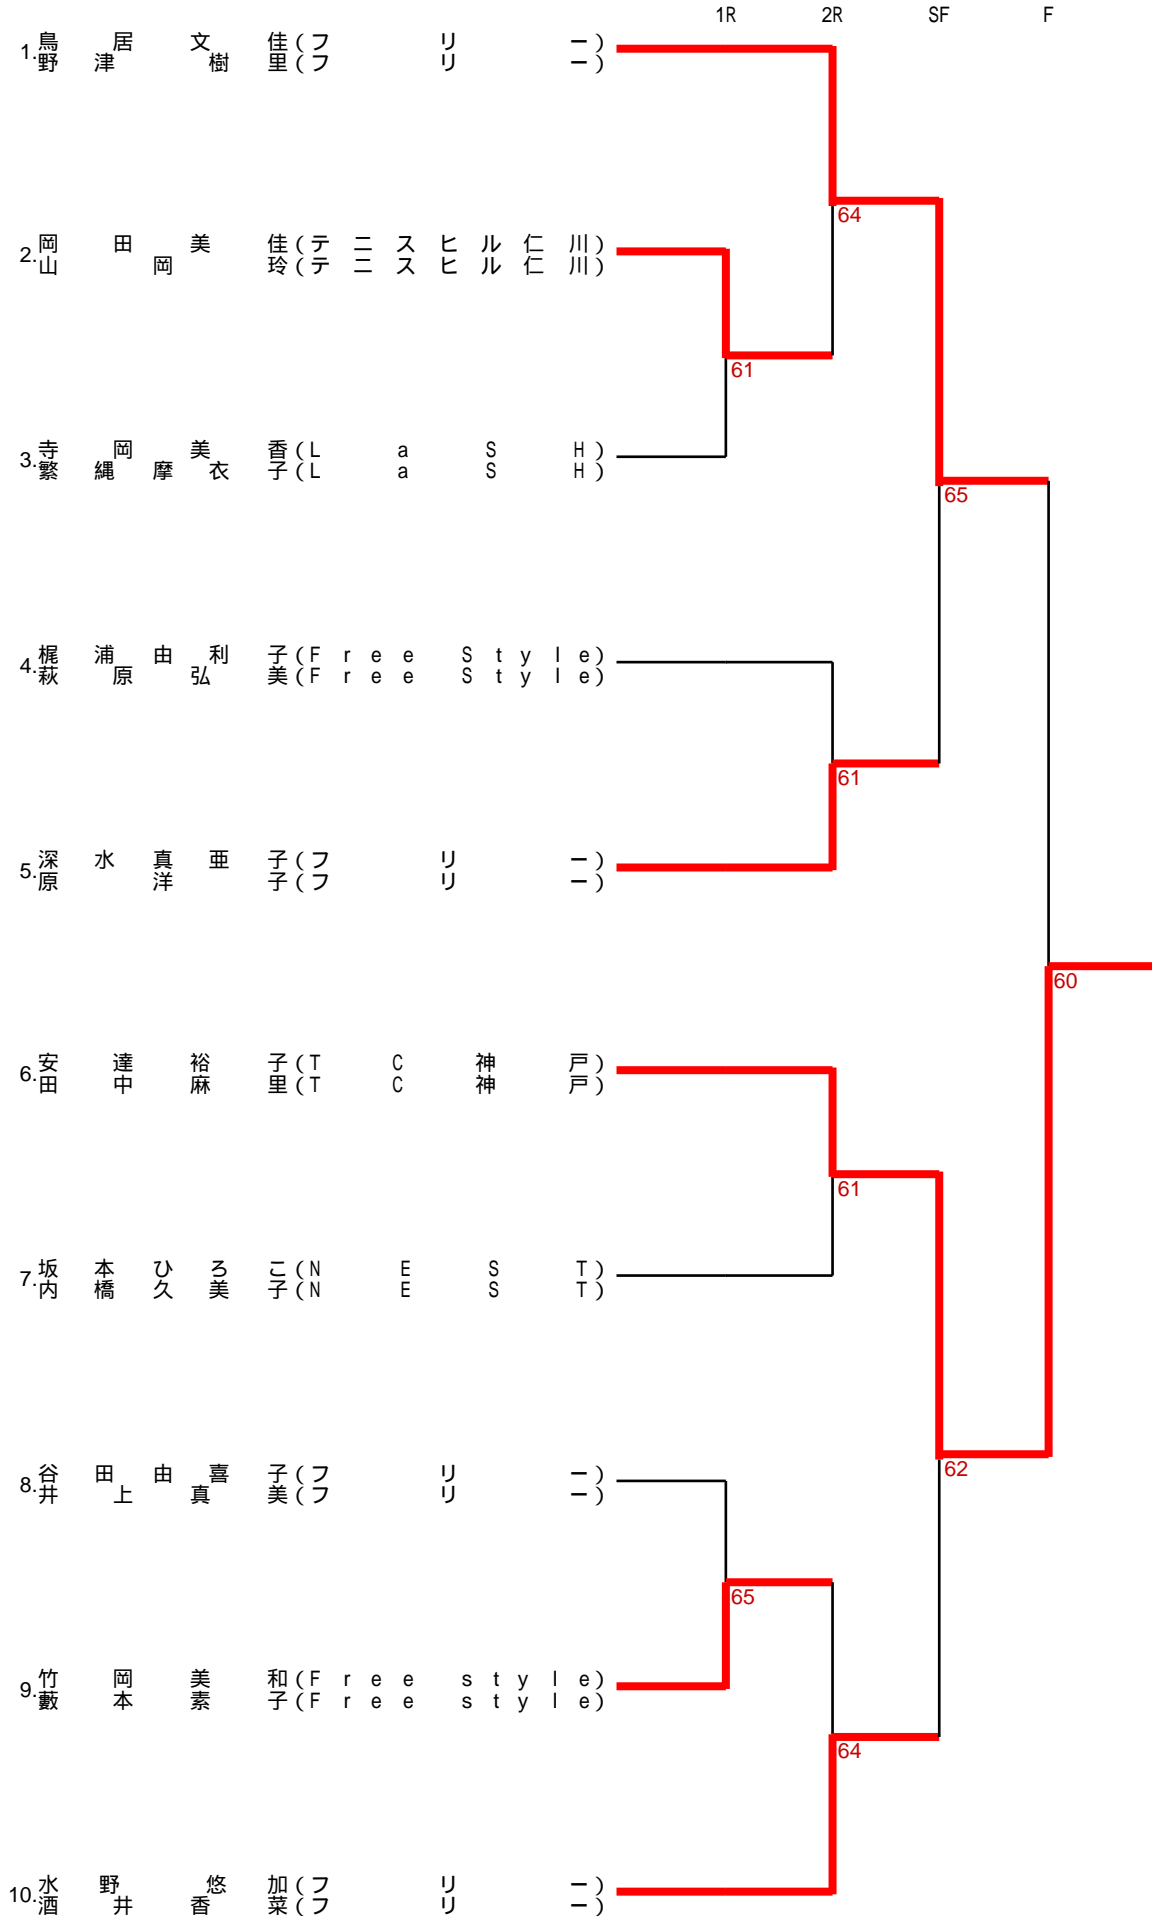 1R 2R SF F
1. 鳥居文佳(フリー)
野津樹里(フリー)
64
2. 岡田美佳(テニスヒル仁川)
山岡玲(テニスヒル仁川)
61
3. 寺岡美香(LaSH)
繁縄摩衣子(LaSH)
65
4. 梶浦由利子(Free Style)
萩原弘美(Free Style)
61
5. 深水真亜子(フリー)
原洋子(フリー)
60
6. 安達裕子(TC神戸)
田中麻里(TC神戸)
61
7. 坂本ひろこ(NEST)
内橋久美子(NEST)
62
8. 谷田由喜子(フリー)
井上真美(フリー)
65
9. 竹岡美和(Free style)
藪本素子(Free style)
64
10. 水野悠加(フリー)
酒井香菜(フリー)